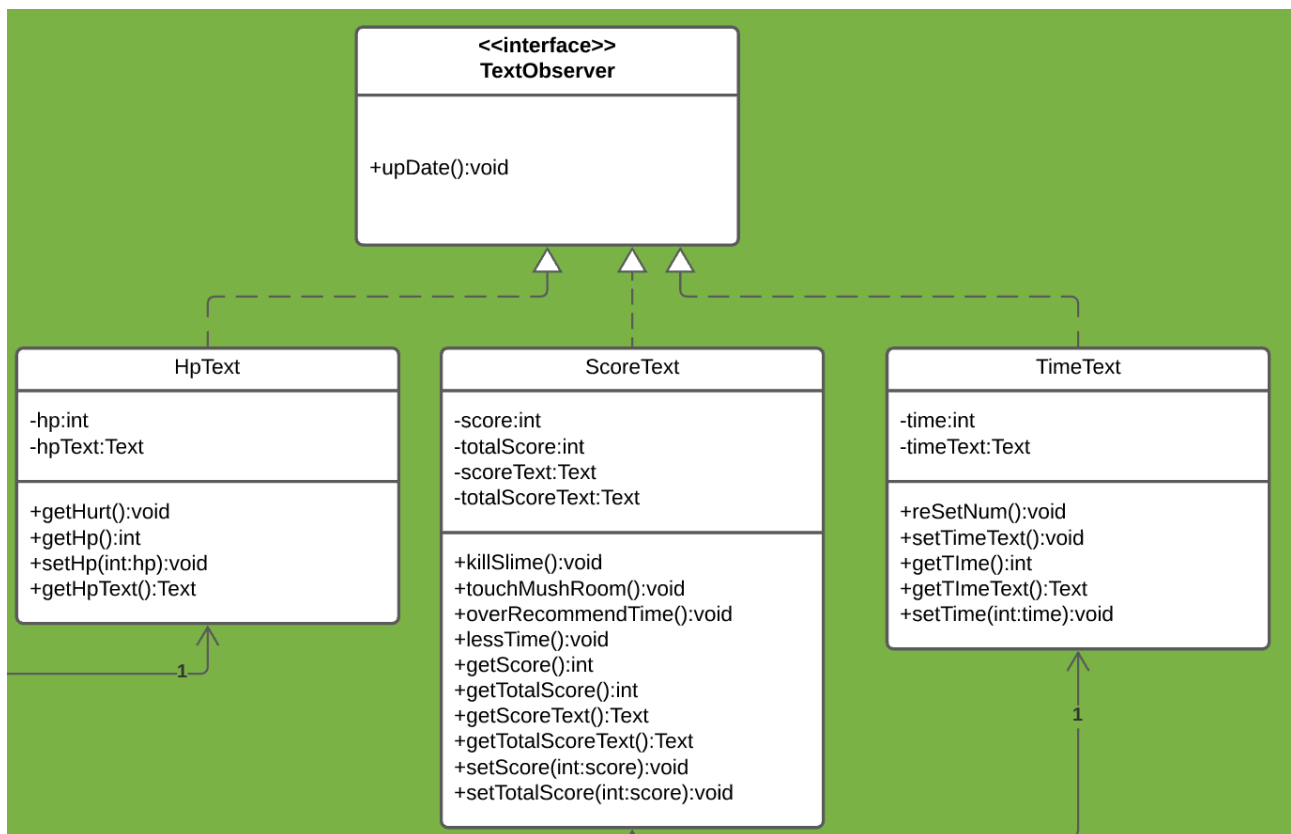 <<interface>>
TextObserver
+upDate():void
HpText
-hp:int
-hpText:Text
+getHurt():void
+getHp():int
+setHp(int:hp):void
+getHpText():Text
1
ScoreText
-score:int
-totalScore:int
-scoreText:Text
-totalScoreText:Text
+killSlime():void
+touchMushRoom():void
+overRecommendTime():void
+lessTime():void
+getScore():int
+getTotalScore():int
+getScoreText():Text
+getTotalScoreText():Text
+setScore(int:score):void
+setTotalScore(int:score):void
TimeText
-time:int
-timeText:Text
+reSetNum():void
+setTimeText():void
+getTIme():int
+getTImeText():Text
+setTime(int:time):void
1